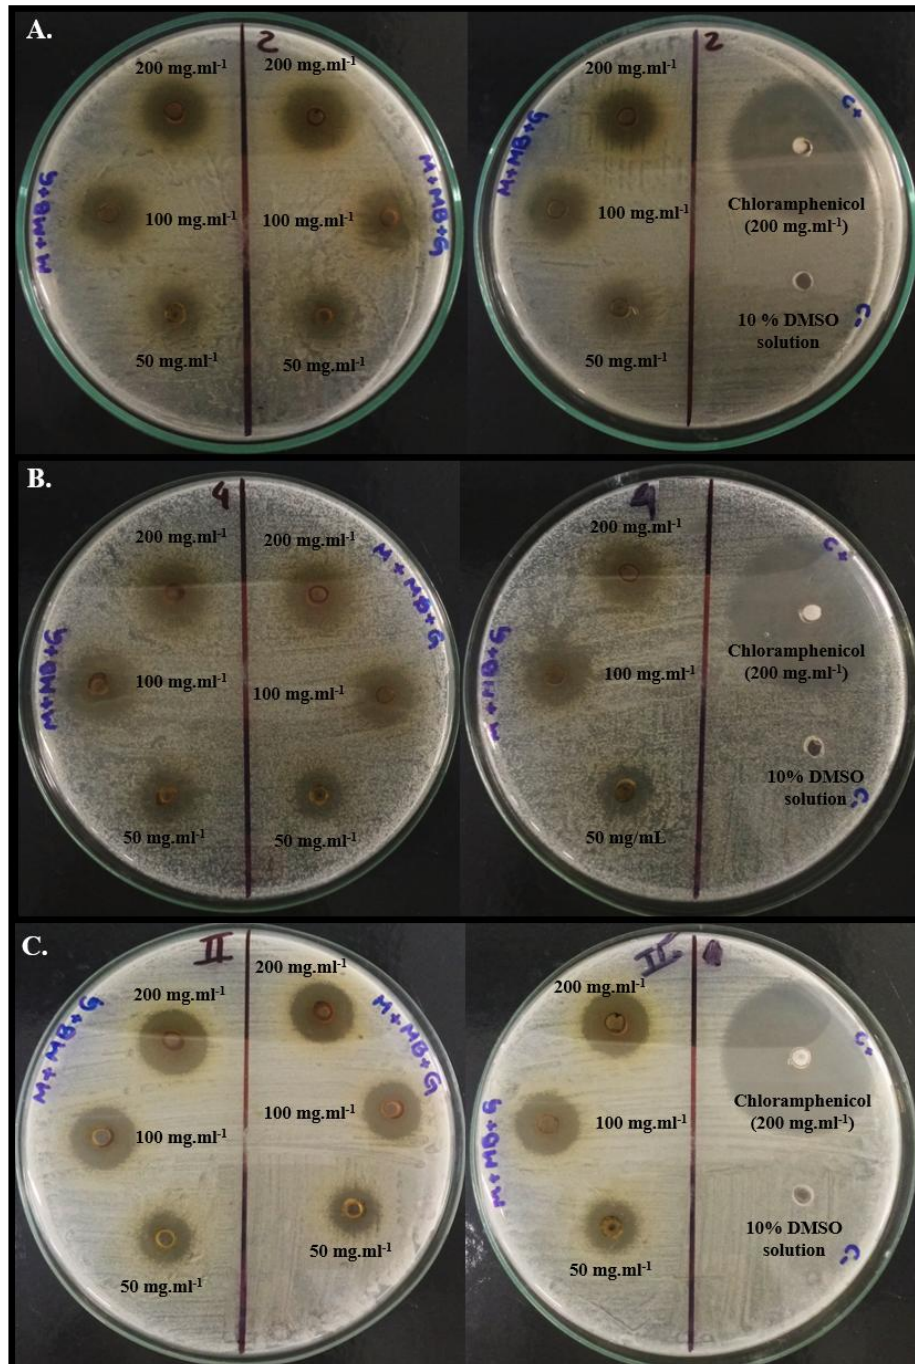 A.
2
200 mg.ml⁻¹
200 mg.ml⁻¹
M+MB+G
M+MB+G
100 mg.ml⁻¹
100 mg.ml⁻¹
50 mg.ml⁻¹
50 mg.ml⁻¹
2
200 mg.ml⁻¹
C+
M+MB+G
100 mg.ml⁻¹
Chloramphenicol
(200 mg.ml⁻¹)
50 mg.ml⁻¹
C-
10 % DMSO
solution
B.
4
200 mg.ml⁻¹
200 mg.ml⁻¹
M+MB+G
M+MB+G
100 mg.ml⁻¹
100 mg.ml⁻¹
50 mg.ml⁻¹
50 mg.ml⁻¹
200 mg.ml⁻¹
C+
M+MB+G
100 mg.ml⁻¹
Chloramphenicol
(200 mg.ml⁻¹)
50 mg/mL
10% DMSO
solution
C-
C.
II
200 mg.ml⁻¹
200 mg.ml⁻¹
M+MB+G
M+MB+G
100 mg.ml⁻¹
100 mg.ml⁻¹
50 mg.ml⁻¹
50 mg.ml⁻¹
II
200 mg.ml⁻¹
C+
M+MB+G
100 mg.ml⁻¹
Chloramphenicol
(200 mg.ml⁻¹)
50 mg.ml⁻¹
10% DMSO
solution
C-